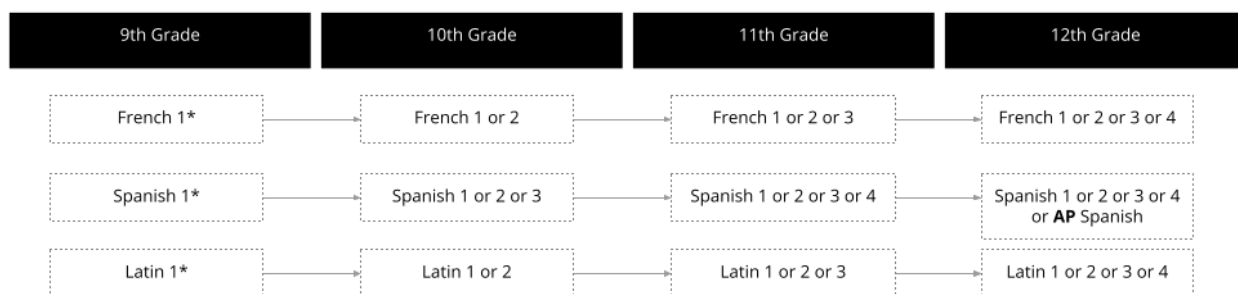 9th Grade
10th Grade
11th Grade
12th Grade
French 1*
French 1 or 2
French 1 or 2 or 3
French 1 or 2 or 3 or 4
Spanish 1*
Spanish 1 or 2 or 3
Spanish 1 or 2 or 3 or 4
Spanish 1 or 2 or 3 or 4
or AP Spanish
Latin 1*
Latin 1 or 2
Latin 1 or 2 or 3
Latin 1 or 2 or 3 or 4